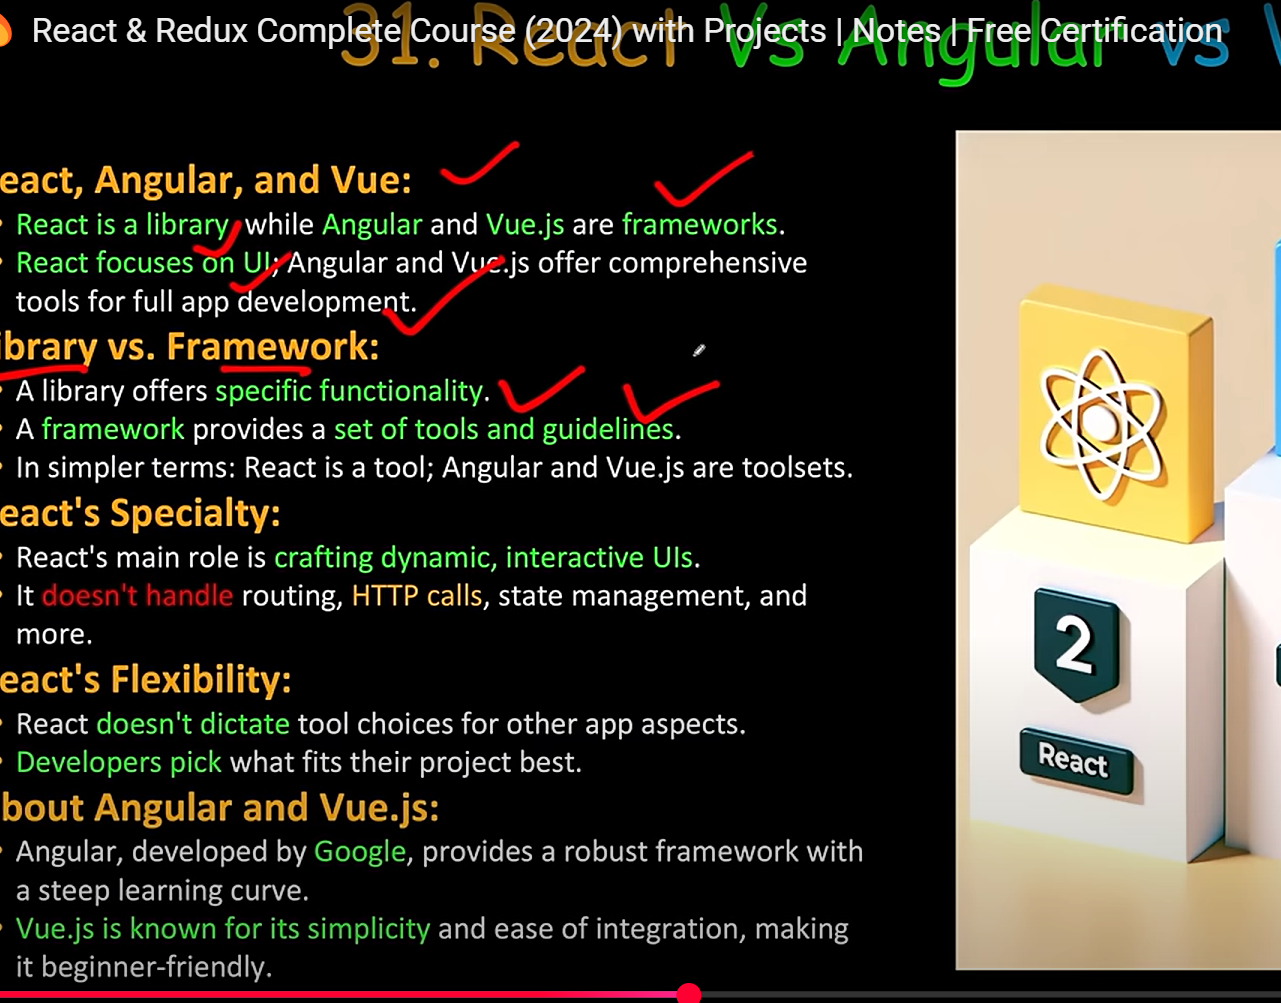 React & Redux Complete Course (2024) with Projects | Notes | Free Certification
31. React Vs Angular vs
eact, Angular, and Vue:
React is a library, while Angular and Vue.js are frameworks.
React focuses on UI; Angular and Vue.js offer comprehensive
tools for full app development.
ibrary vs. Framework:
A library offers specific functionality.
A framework provides a set of tools and guidelines.
In simpler terms: React is a tool; Angular and Vue.js are toolsets.
eact's Specialty:
React's main role is crafting dynamic, interactive UIs.
It doesn't handle routing, HTTP calls, state management, and
more.
eact's Flexibility:
React doesn't dictate tool choices for other app aspects.
Developers pick what fits their project best.
bout Angular and Vue.js:
Angular, developed by Google, provides a robust framework with
a steep learning curve.
Vue.js is known for its simplicity and ease of integration, making
it beginner-friendly.
2
React